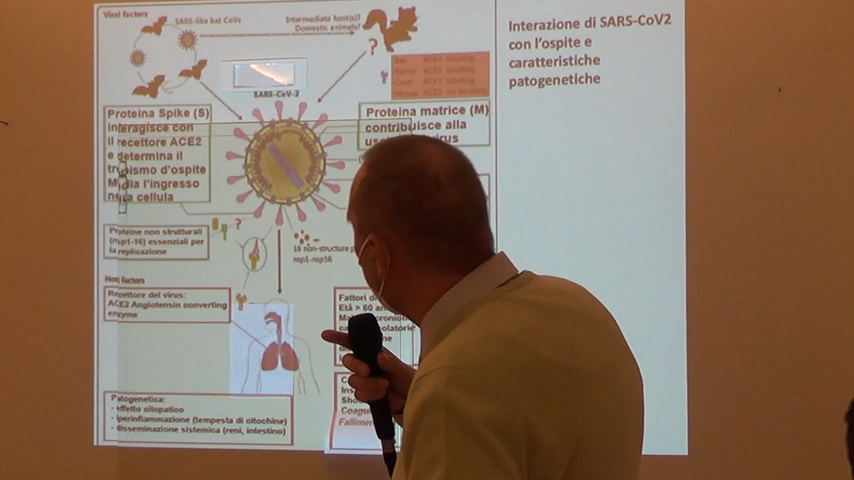 Viral factors
SARS-like bat CoVs
Intermediate host(s)?
Domestic animals?
?
Bat ACE2 binding
ACE2 binding
ACE2 binding
Mouse ACE2 no binding
SARS-CoV-2
Interazione di SARS-CoV2
con l'ospite e
caratteristiche
patogenetiche
Proteina Spike (S)
interagisce con
il recettore ACE2
e determina il
tropismo d'ospite
Media l'ingresso
nella cellula
Proteina matrice (M)
contribuisce alla
Proteine non strutturali
(nsp1-16) essenziali per
la replicazione
?
16 non-structure p
nsp1-nsp16
Host factors
Recettore del virus:
ACE2 Angiotensin converting
enzyme
Fattori d
Età > 60 an
Patogenetica:
- effetto citopatico
- iperinfiammazione (tempesta di citochine)
- disseminazione sistemica (reni, intestino)